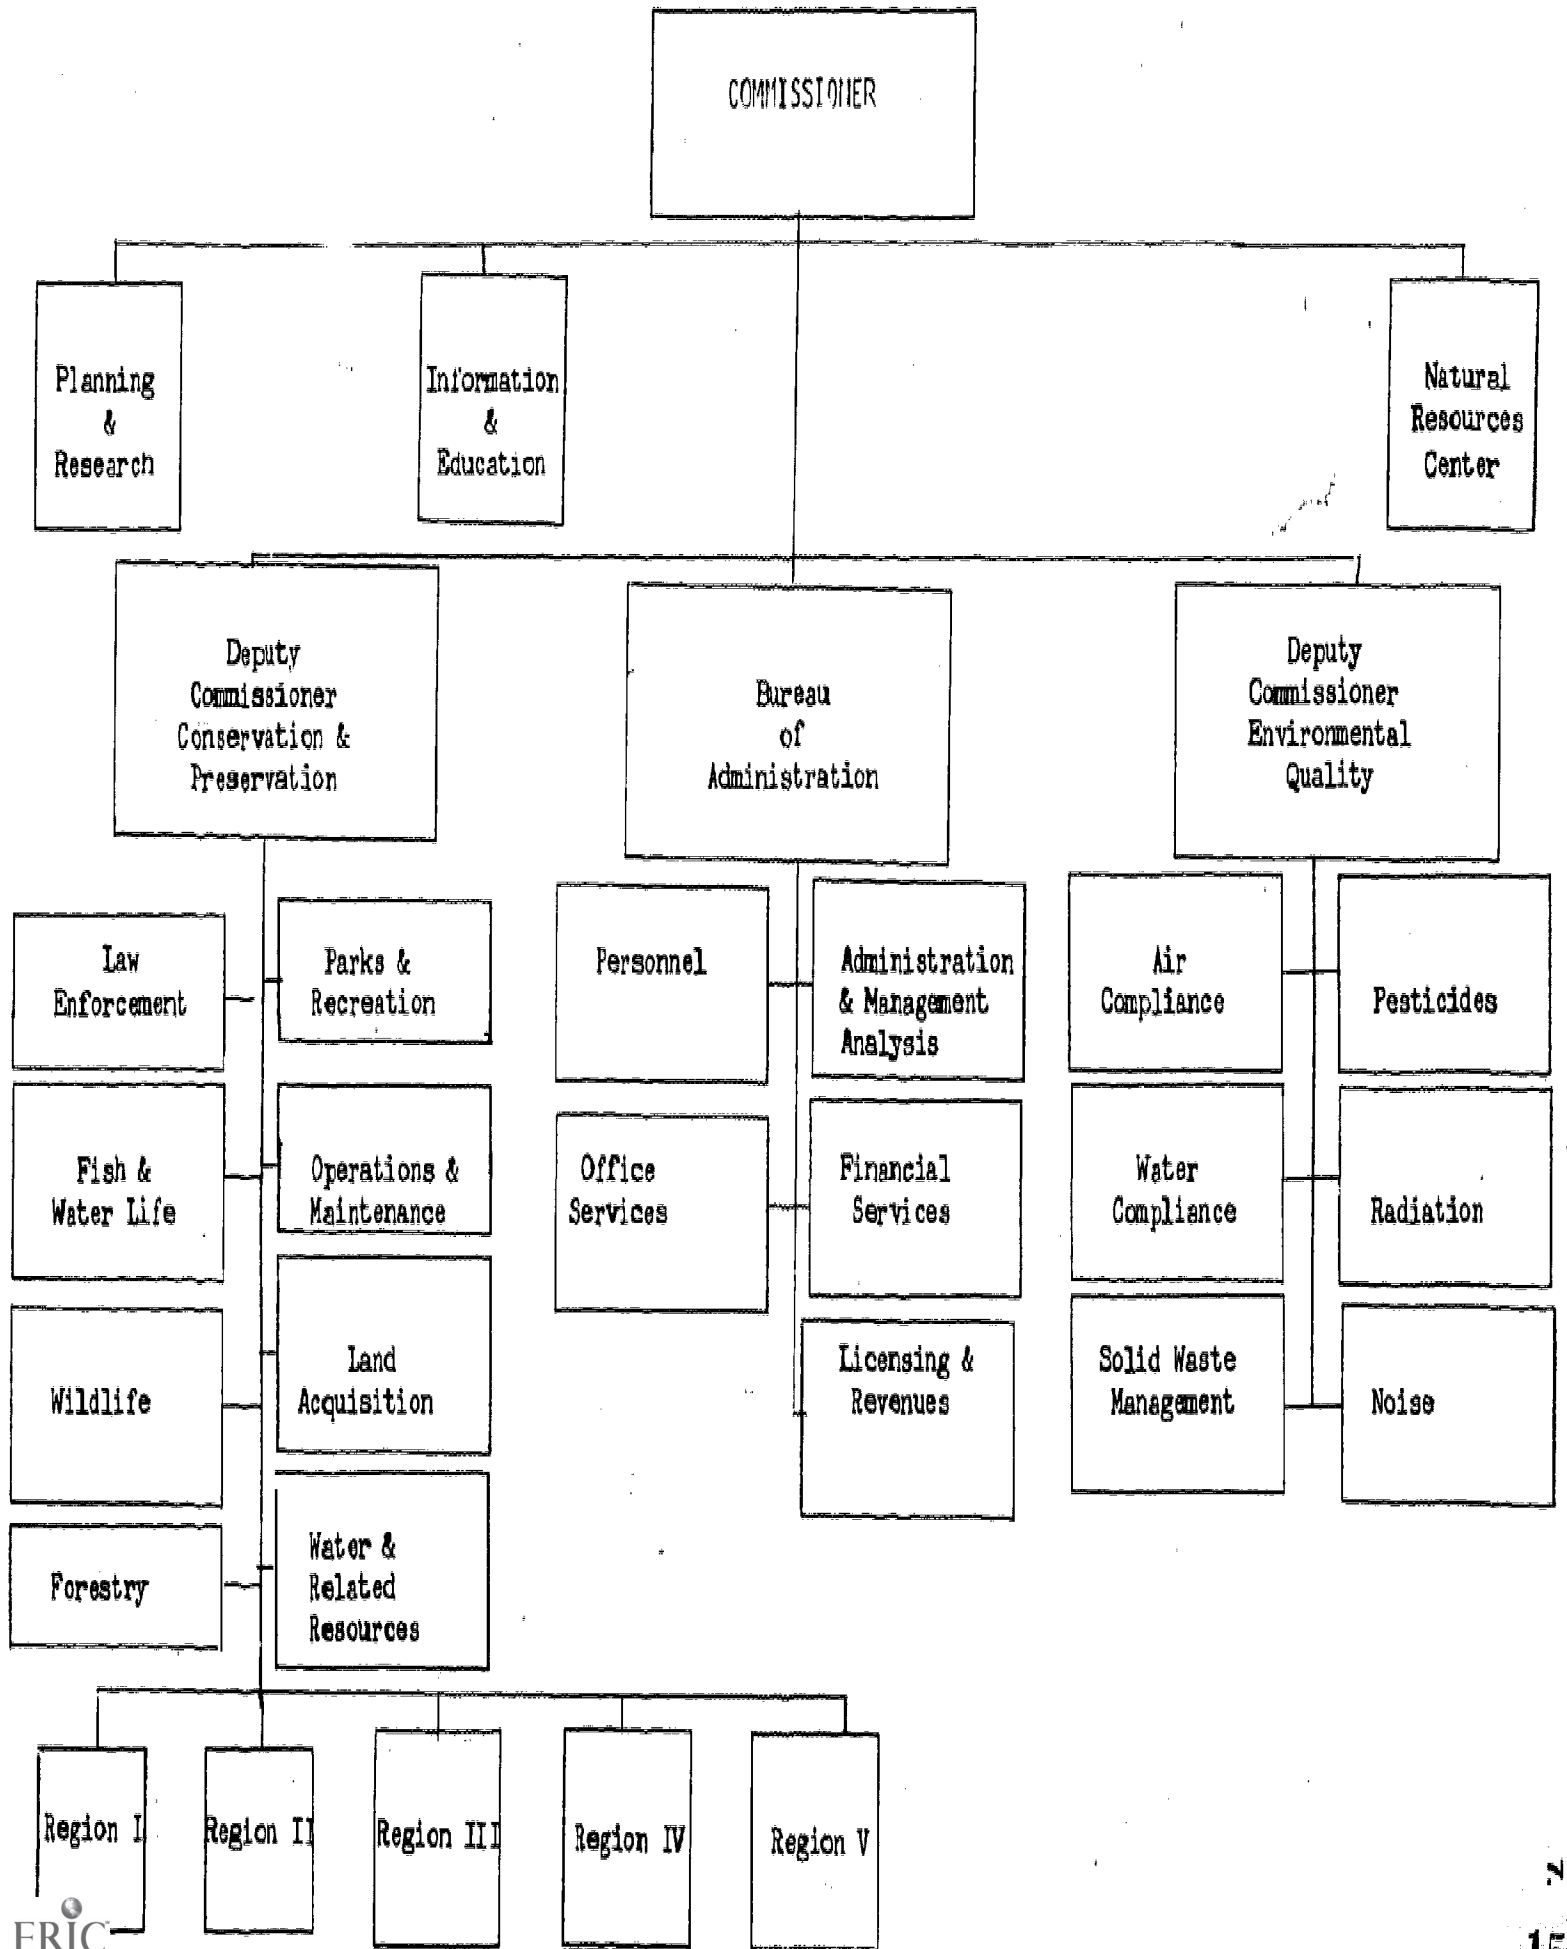 COMMISSIONER
Planning
&
Research
Information
&
Education
Natural
Resources
Center
Deputy
Commissioner
Conservation &
Preservation
Bureau
of
Administration
Deputy
Commissioner
Environmental
Quality
Law
Enforcement
Parks &
Recreation
Fish &
Water Life
Operations &
Maintenance
Wildlife
Land
Acquisition
Forestry
Water &
Related
Resources
Personnel
Administration
& Management
Analysis
Office
Services
Financial
Services
Licensing &
Revenues
Air
Compliance
Pesticides
Water
Compliance
Radiation
Solid Waste
Management
Noise
Region I
Region II
Region III
Region IV
Region V
ERIC